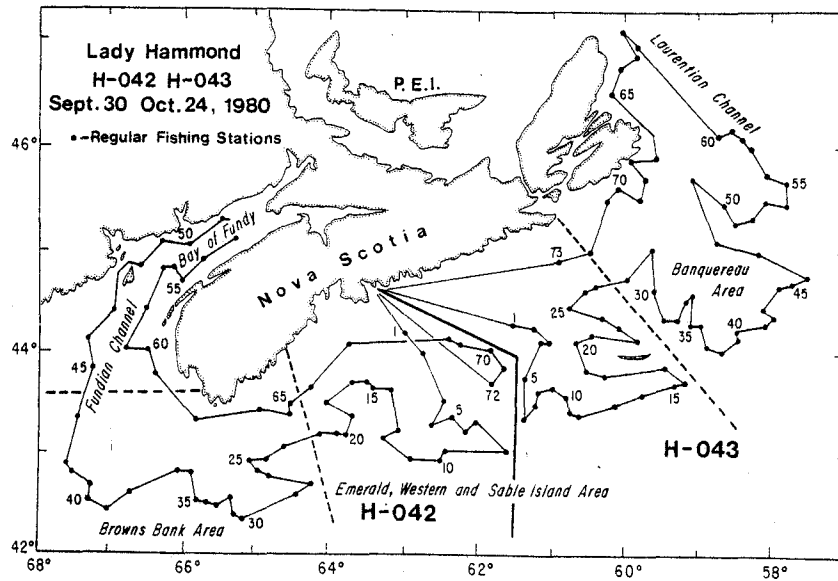 Lady Hammond
H-042 H-043
Sept. 30 Oct. 24, 1980
•-Regular Fishing Stations
P.E.I.
Laurentian Channel
65
60
46°
70
55
50
50
Bay of Fundy
Nova Scotia
73
Banquereau
Area
55
45
30
25
1
1
35
40
44°
60
20
70
45
Fundian Channel
72
5
10
15
65
15
5
20
H-043
25
10
40
35
30
Emerald, Western and Sable Island Area
H-042
Browns Bank Area
42°
68°
66°
64°
62°
60°
58°